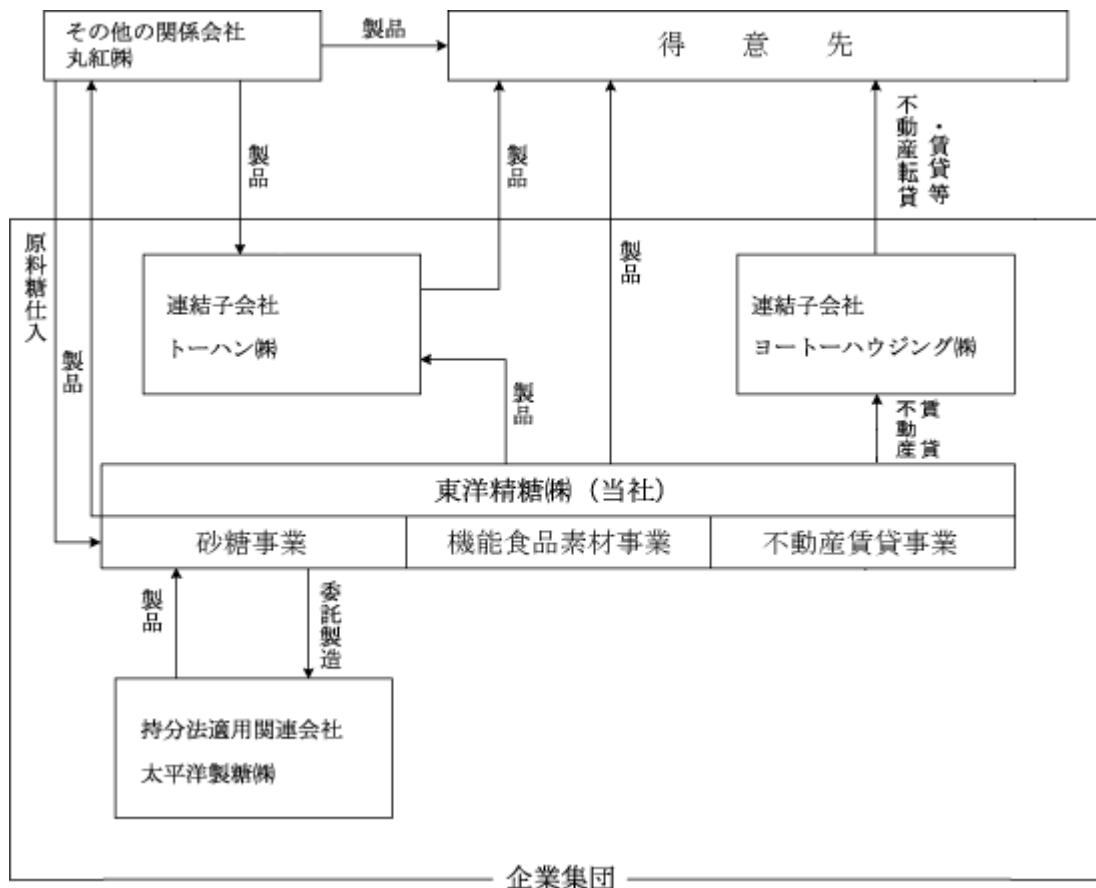 その他の関係会社
丸紅㈱
製品
得意先
製品
製品
不動産転貸
・賃貸等
原料糖仕入
製品
連結子会社
トーハン㈱
製品
連結子会社
ヨートーハウジング㈱
製品
不動産
賃貸
東洋精糖㈱（当社）
砂糖事業
機能食品素材事業
不動産賃貸事業
製品
委託製造
持分法適用関連会社
太平洋製糖㈱
企業集団